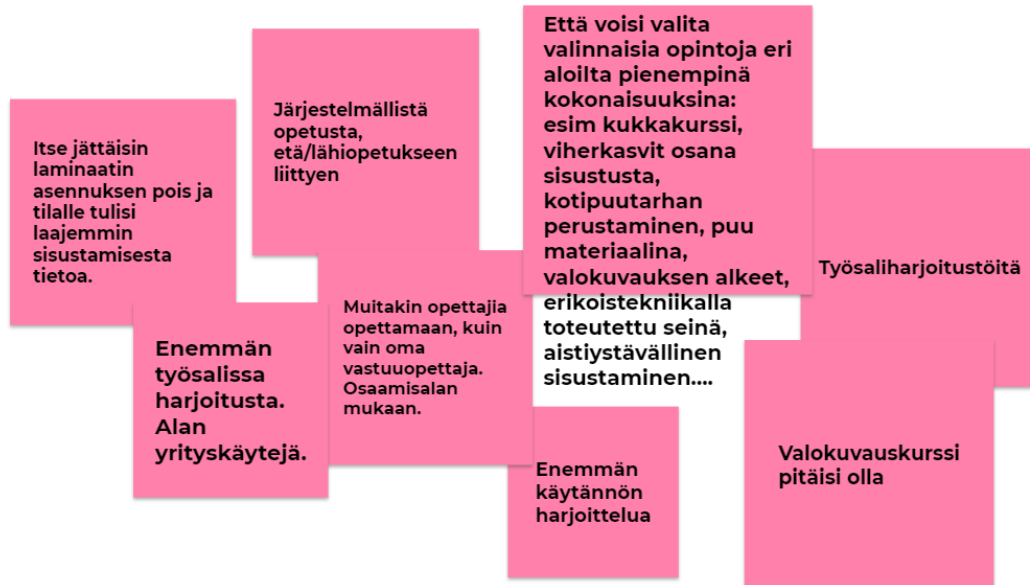 Itse jättäisin
laminaatin
asennuksen pois ja
tilalle tulisi
laajemmin
sisustamisesta
tietoa.
Järjestelmällistä
opetusta,
etä/lähiopetukseen
liittyen
Että voisi valita
valinnaisia opintoja eri
aloilta pienempinä
kokonaisuuksina:
esim kukkakurssi,
viherkasvit osana
sisustusta,
kotipuutarhan
perustaminen, puu
materiaalina,
valokuvauksen alkeet,
erikoistekniikalla
toteutettu seinä,
aistiystävällinen
sisustaminen....
Työsaliharjoitustöitä
Enemmän
työsalissa
harjoitusta.
Alan
yrityskäytejä.
Muitakin opettajia
opettamaan, kuin
vain oma
vastuuopettaja.
Osaamisalan
mukaan.
Enemmän
käytännön
harjoittelua
Valokuvauskurssi
pitäisi olla